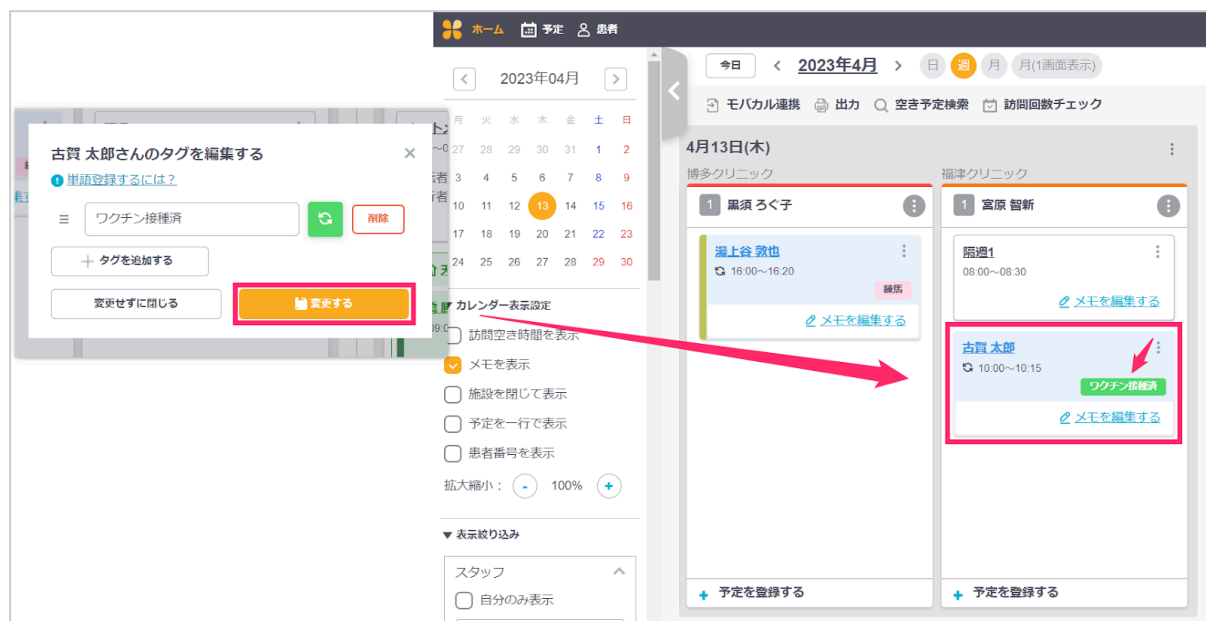 ホーム 予定 患者
古賀 太郎さんのタグを編集する
単語登録するには?
ワクチン接種済
削除
タグを追加する
変更せずに閉じる
変更する
2023年04月
月 火 水 木 金 土 日
27 28 29 30 31 1 2
3 4 5 6 7 8 9
10 11 12 13 14 15 16
17 18 19 20 21 22 23
24 25 26 27 28 29 30
▼ カレンダー表示設定
訪問空き時間を表示
メモを表示
施設を閉じて表示
予定を一行で表示
患者番号を表示
拡大縮小: - 100% +
▼ 表示絞り込み
スタッフ
自分のみ表示
今日 < 2023年4月 > 日 週 月 月(1画面表示)
モバカル連携 出力 空き予定検索 訪問回数チェック
4月13日(木)
博多クリニック
1 黒須 ろぐ子
湯上谷 敦也
16:00~16:20
練馬
メモを編集する
+ 予定を登録する
福津クリニック
1 宮原 智新
隔週1
08:00~08:30
メモを編集する
古賀 太郎
10:00~10:15
ワクチン接種済
メモを編集する
+ 予定を登録する